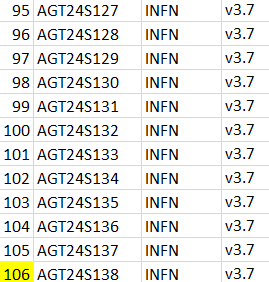 95 AGT24S127 INFN v3.7
96 AGT24S128 INFN v3.7
97 AGT24S129 INFN v3.7
98 AGT24S130 INFN v3.7
99 AGT24S131 INFN v3.7
100 AGT24S132 INFN v3.7
101 AGT24S133 INFN v3.7
102 AGT24S134 INFN v3.7
103 AGT24S135 INFN v3.7
104 AGT24S136 INFN v3.7
105 AGT24S137 INFN v3.7
106 AGT24S138 INFN v3.7